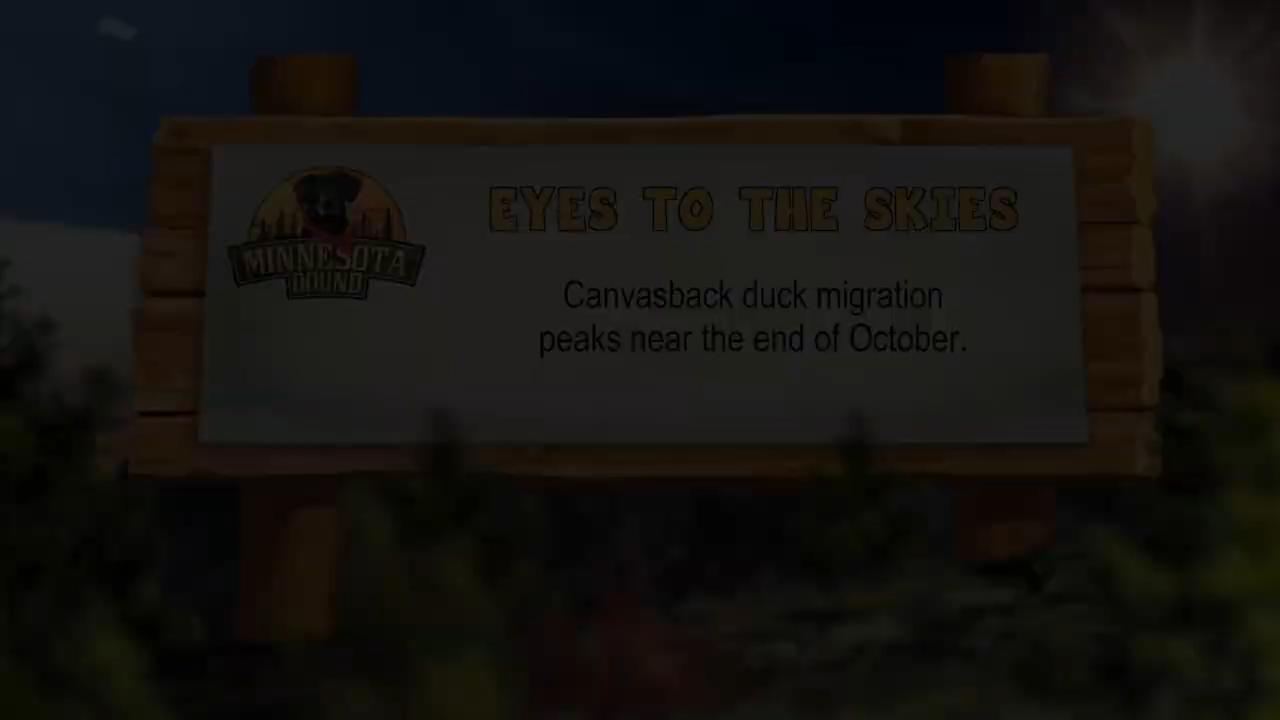 MINNESOTA
BOUND
EYES TO THE SKIES
Canvasback duck migration
peaks near the end of October.